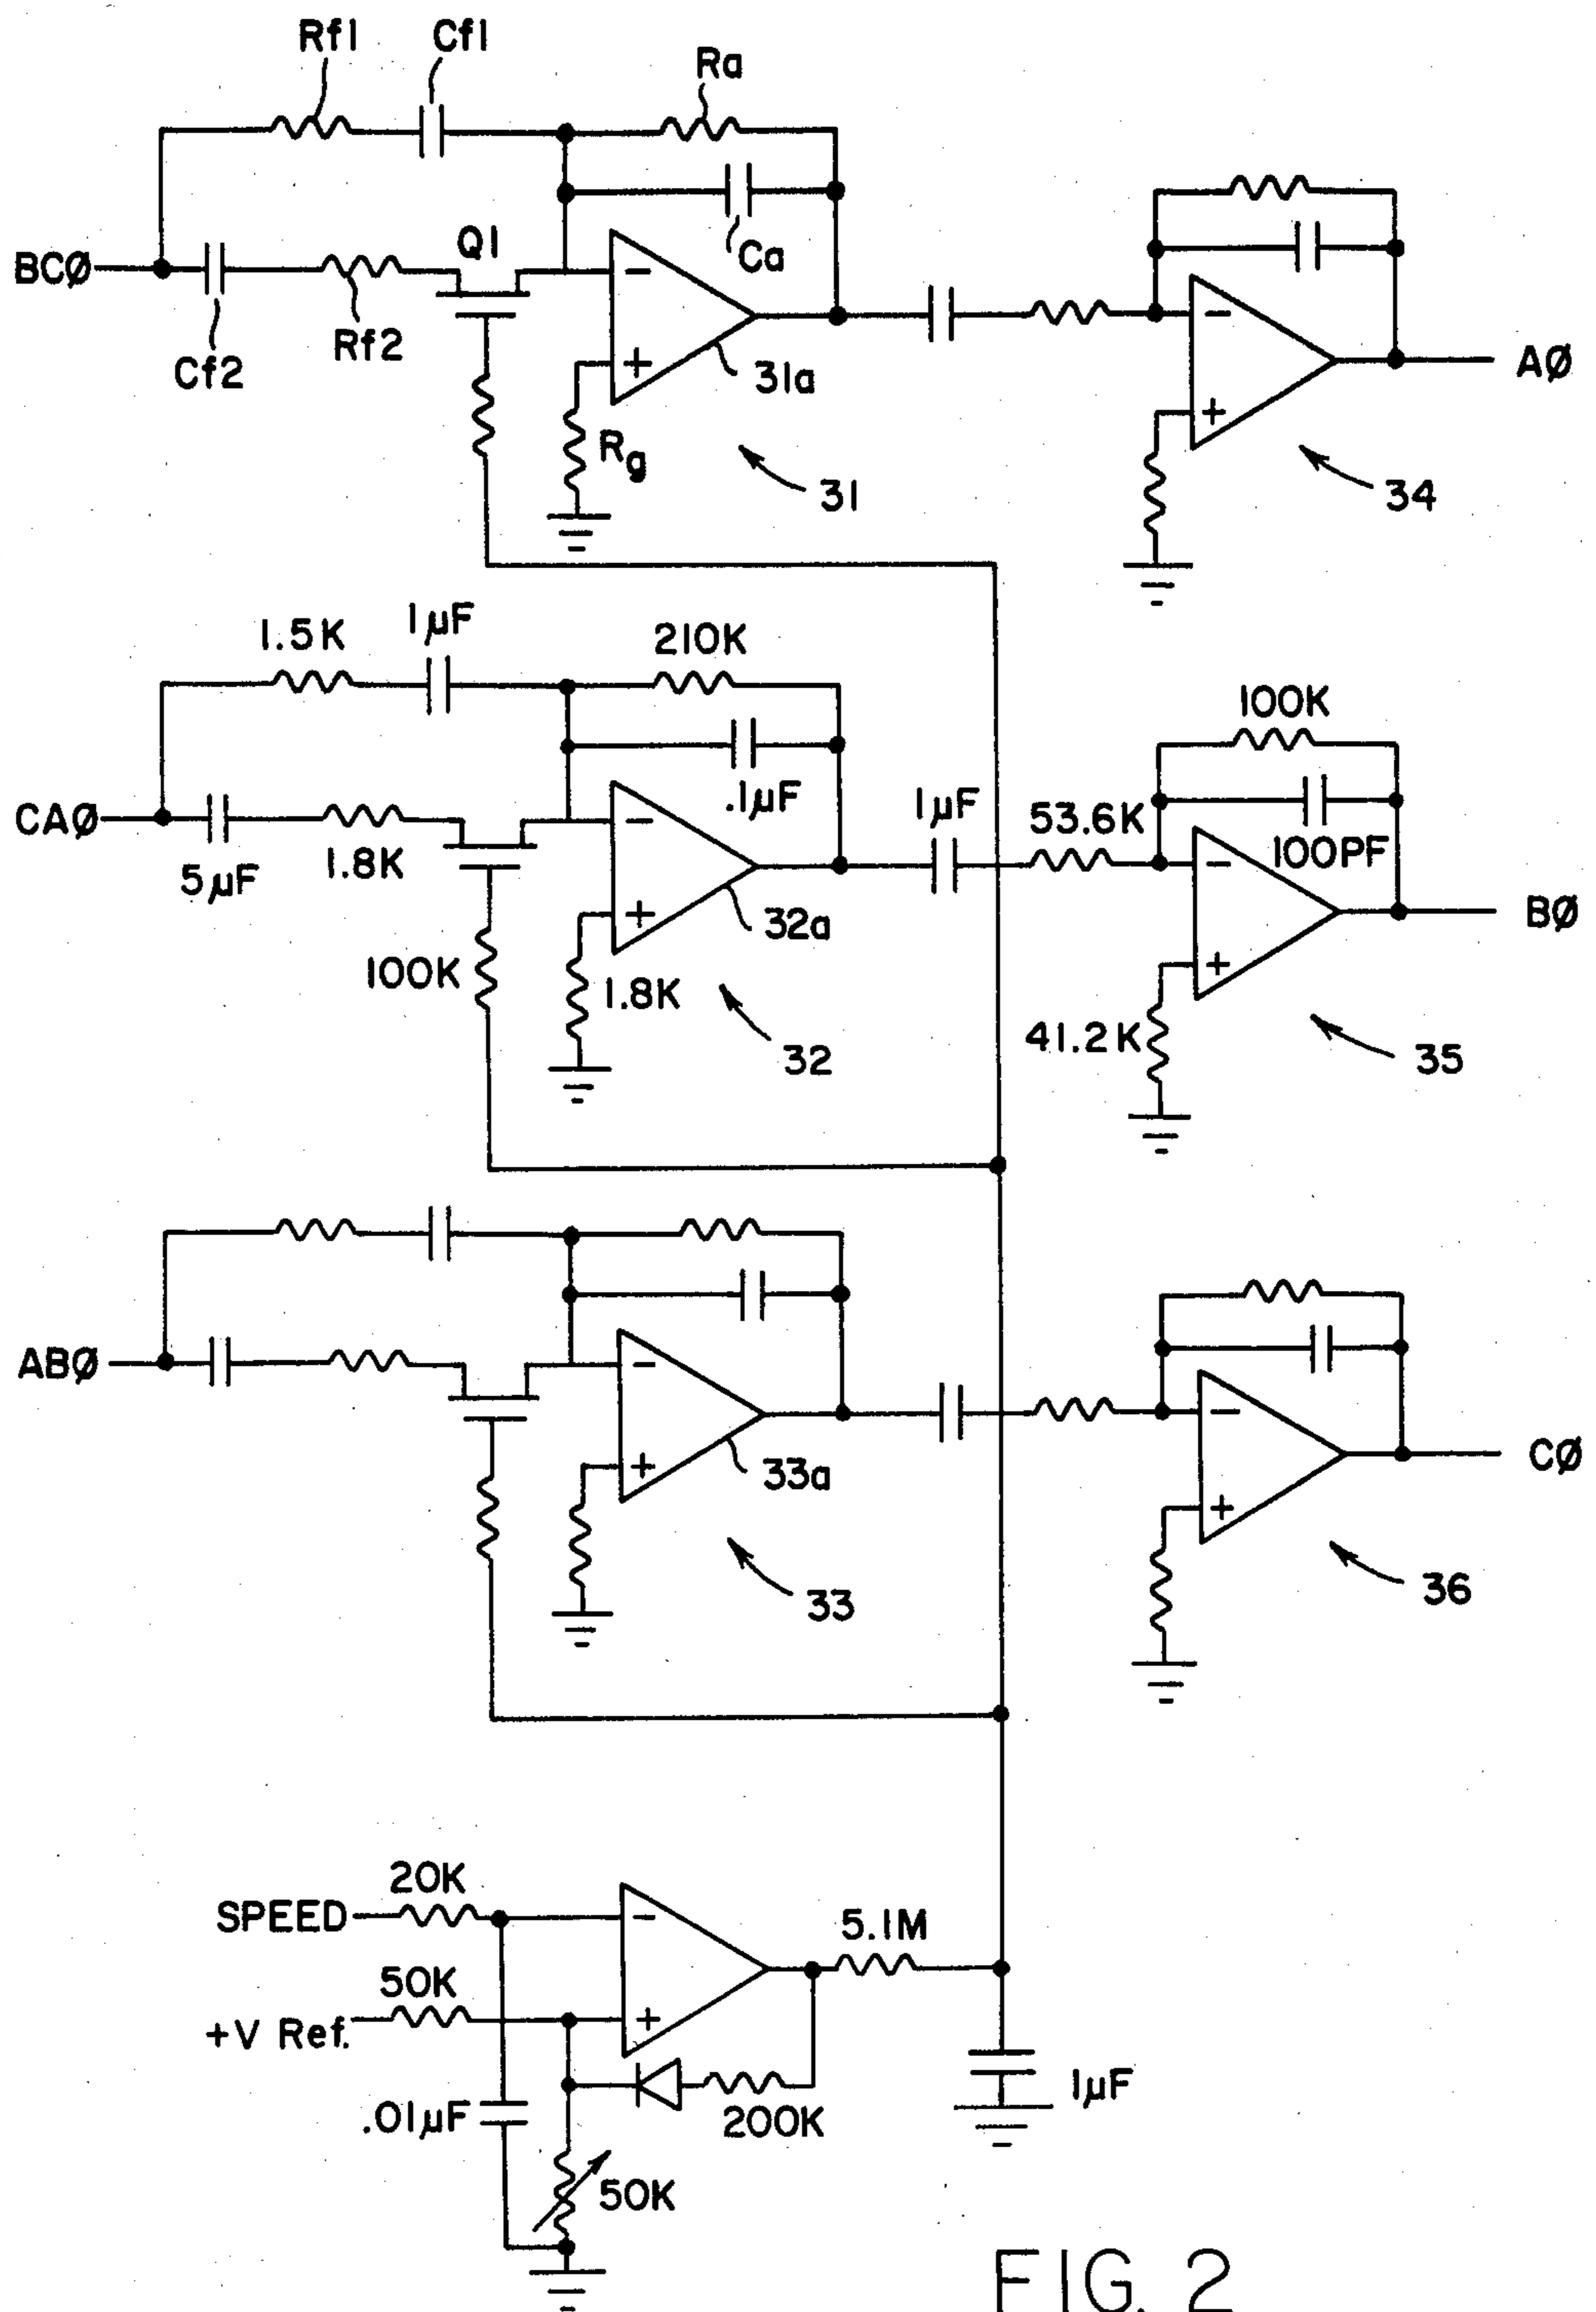 Rf1
Cf1
Ra
BCØ
Q1
Ca
Cf2
Rf2
31a
Rg
31
34
AØ
-
+
-
+
1.5K
1µF
210K
.1µF
CAØ
5µF
1.8K
100K
32a
1.8K
32
1µF
53.6K
100K
100PF
41.2K
35
BØ
-
+
-
+
ABØ
33a
33
36
CØ
-
+
-
+
SPEED
20K
5.1M
+V Ref.
50K
-
+
.01µF
200K
50K
1µF
FIG. 2